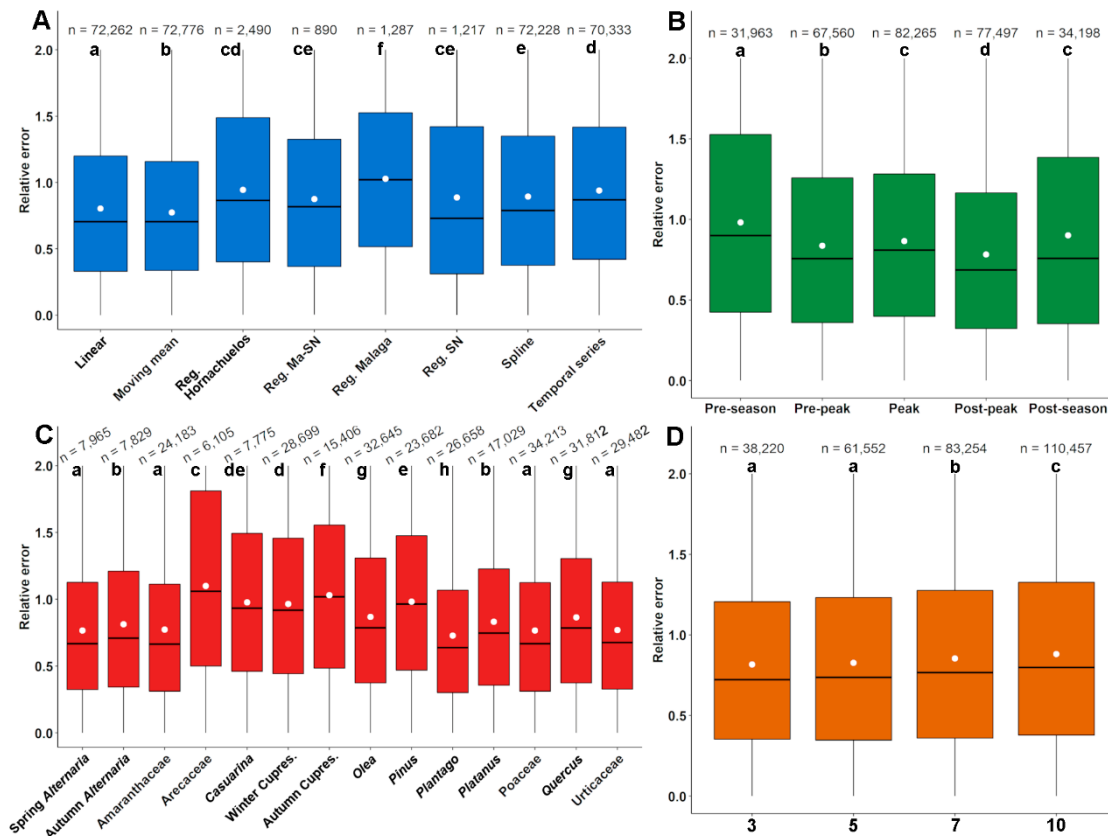 A
n = 72,262 n = 72,776 n = 2,490 n = 890 n = 1,287 n = 1,217 n = 72,228 n = 70,333
a b cd ce f ce e d
2.0
1.5
1.0
0.5
0.0
Relative error
Linear
Moving mean
Reg. Hornachuelos
Reg. Ma-SN
Reg. Malaga
Reg. SN
Spline
Temporal series
B
n = 31,963 n = 67,560 n = 82,265 n = 77,497 n = 34,198
a b c d c
2.0
1.5
1.0
0.5
0.0
Relative error
Pre-season Pre-peak Peak Post-peak Post-season
C
n = 7,965
n = 7,829
n = 24,183
n = 6,105
n = 7,775
n = 28,699
n = 15,406
n = 32,645
n = 23,682
n = 26,658
n = 17,029
n = 34,213
n = 31,812
n = 29,482
a b a c de d f g e h b a g a
2.0
1.5
1.0
0.5
0.0
Relative error
Spring Alternaria
Autumn Alternaria
Amaranthaceae
Arecaceae
Casuarina
Winter Cupres.
Autumn Cupres.
Olea
Pinus
Plantago
Platanus
Poaceae
Quercus
Urticaceae
D
n = 38,220 n = 61,552 n = 83,254 n = 110,457
a a b c
2.0
1.5
1.0
0.5
0.0
Relative error
3 5 7 10